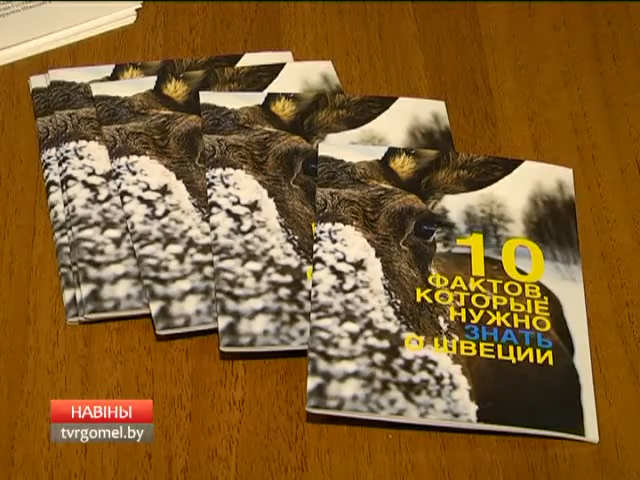 10
ФАКТОВ,
КОТОРЫЕ
НУЖНО
ЗНАТЬ
О ШВЕЦИИ
НАВІНЫ
tvrgomel.by